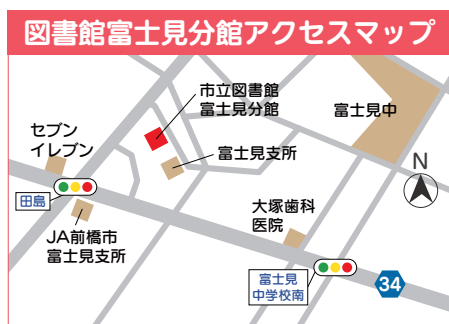 図書館富士見分館アクセスマップ
市立図書館
富士見分館
富士見中
セブン
イレブン
富士見支所
N
田島
大塚歯科
医院
JA前橋市
富士見支所
富士見
中学校南
34